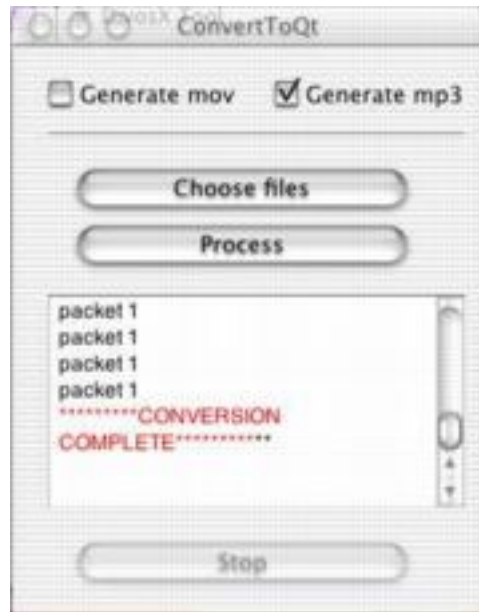 ConvertToQt
Generate mov
Generate mp3
Choose files
Process
packet 1
packet 1
packet 1
packet 1
*********CONVERSION
COMPLETE***********
Stop